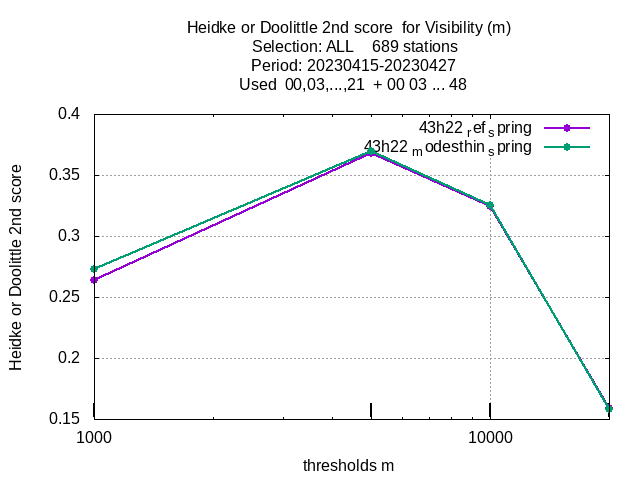 Heidke or Doolittle 2nd score  for Visibility (m)
Selection: ALL    689 stations
Period: 20230415-20230427
Used  00,03,...,21  + 00 03 ... 48
43h22 ref spring
43h22 modesthin spring
Heidke or Doolittle 2nd score
0.4
0.35
0.3
0.25
0.2
0.15
1000
10000
thresholds m